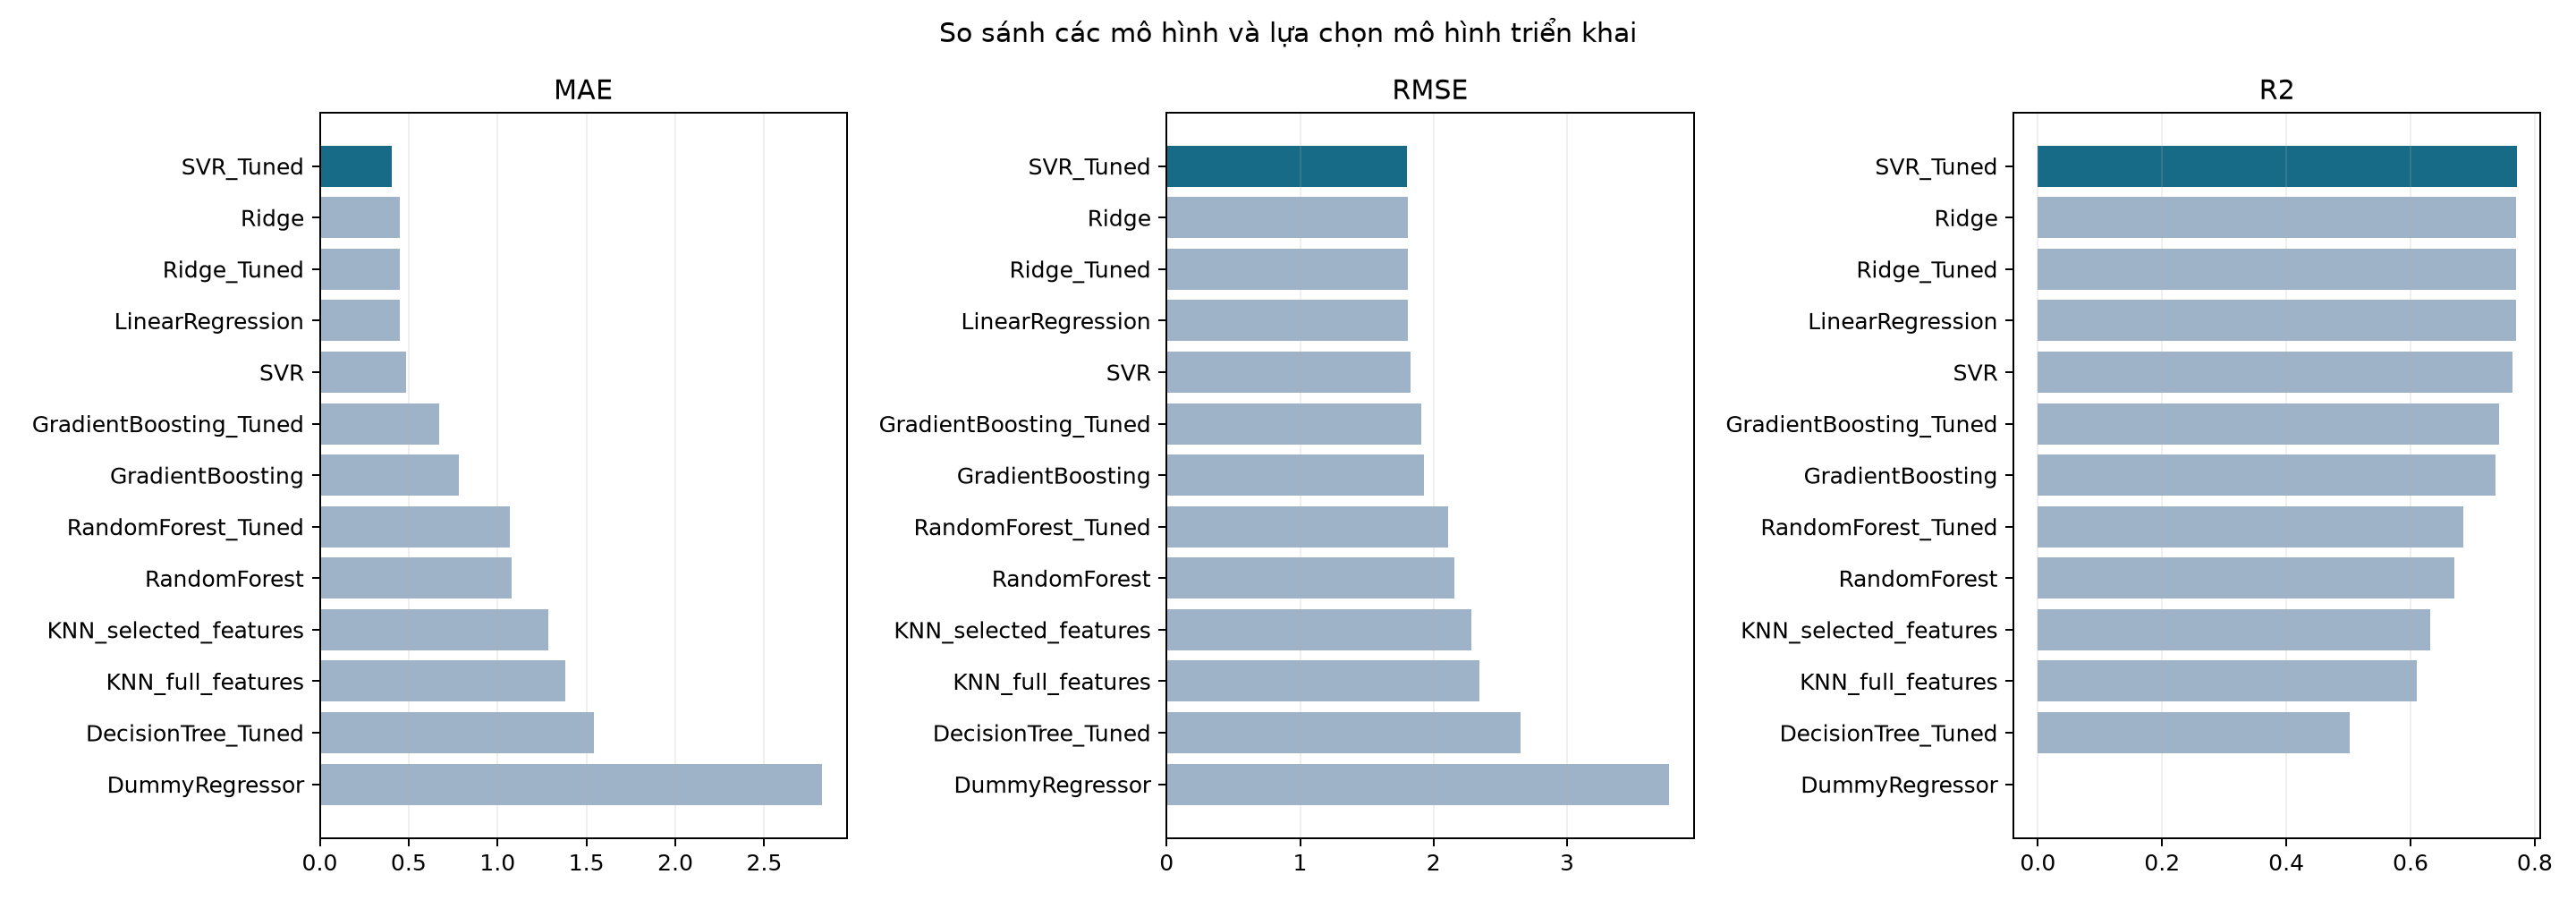 So sánh các mô hình và lựa chọn mô hình triển khai
MAE
SVR_Tuned
Ridge
Ridge_Tuned
LinearRegression
SVR
GradientBoosting_Tuned
GradientBoosting
RandomForest_Tuned
RandomForest
KNN_selected_features
KNN_full_features
DecisionTree_Tuned
DummyRegressor
0.0 0.5 1.0 1.5 2.0 2.5
RMSE
SVR_Tuned
Ridge
Ridge_Tuned
LinearRegression
SVR
GradientBoosting_Tuned
GradientBoosting
RandomForest_Tuned
RandomForest
KNN_selected_features
KNN_full_features
DecisionTree_Tuned
DummyRegressor
0 1 2 3
R2
SVR_Tuned
Ridge
Ridge_Tuned
LinearRegression
SVR
GradientBoosting_Tuned
GradientBoosting
RandomForest_Tuned
RandomForest
KNN_selected_features
KNN_full_features
DecisionTree_Tuned
DummyRegressor
0.0 0.2 0.4 0.6 0.8